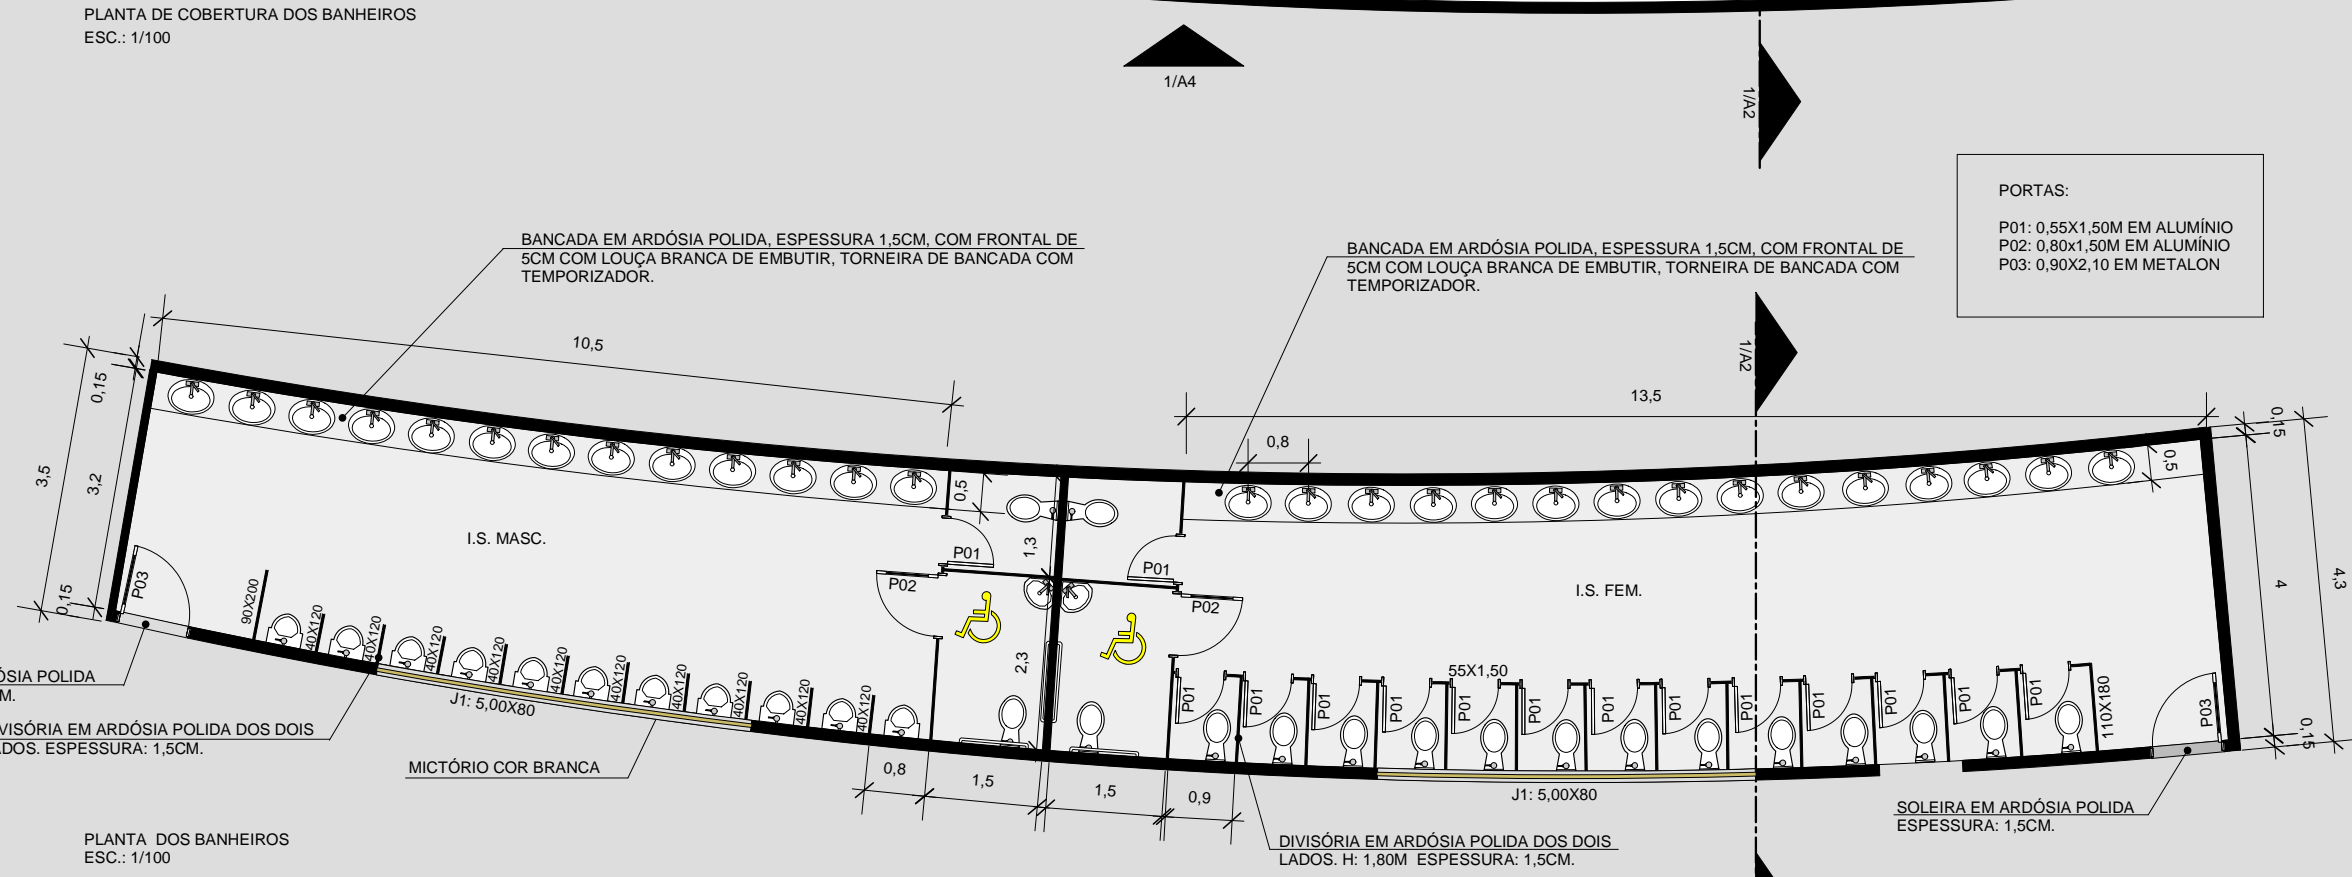 PLANTA DE COBERTURA DOS BANHEIROS
ESC.: 1/100
1/A4
1/A2
PORTAS:
P01: 0,55X1,50M EM ALUMÍNIO
P02: 0,80x1,50M EM ALUMÍNIO
P03: 0,90X2,10 EM METALON
BANCADA EM ARDÓSIA POLIDA, ESPESSURA 1,5CM, COM FRONTAL DE
5CM COM LOUÇA BRANCA DE EMBUTIR, TORNEIRA DE BANCADA COM
TEMPORIZADOR.
BANCADA EM ARDÓSIA POLIDA, ESPESSURA 1,5CM, COM FRONTAL DE
5CM COM LOUÇA BRANCA DE EMBUTIR, TORNEIRA DE BANCADA COM
TEMPORIZADOR.
1/A2
10,5
13,5
0,8
0,15
3,5
3,2
0,15
0,5
0,5
0,15
4
4,3
0,15
I.S. MASC.
I.S. FEM.
1,3
2,3
P03
P01
P02
P01
P02
90X200
40X120
40X120
40X120
40X120
40X120
40X120
40X120
40X120
40X120
40X120
55X1,50
P01
P01
P01
P01
P01
P01
P01
P01
P01
P01
P01
P01
P01
110X180
P03
J1: 5,00X80
J1: 5,00X80
ÓSIA POLIDA
M.
VISÓRIA EM ARDÓSIA POLIDA DOS DOIS
ADOS. ESPESSURA: 1,5CM.
MICTÓRIO COR BRANCA
0,8
1,5
1,5
0,9
SOLEIRA EM ARDÓSIA POLIDA
ESPESSURA: 1,5CM.
DIVISÓRIA EM ARDÓSIA POLIDA DOS DOIS
LADOS. H: 1,80M ESPESSURA: 1,5CM.
PLANTA DOS BANHEIROS
ESC.: 1/100